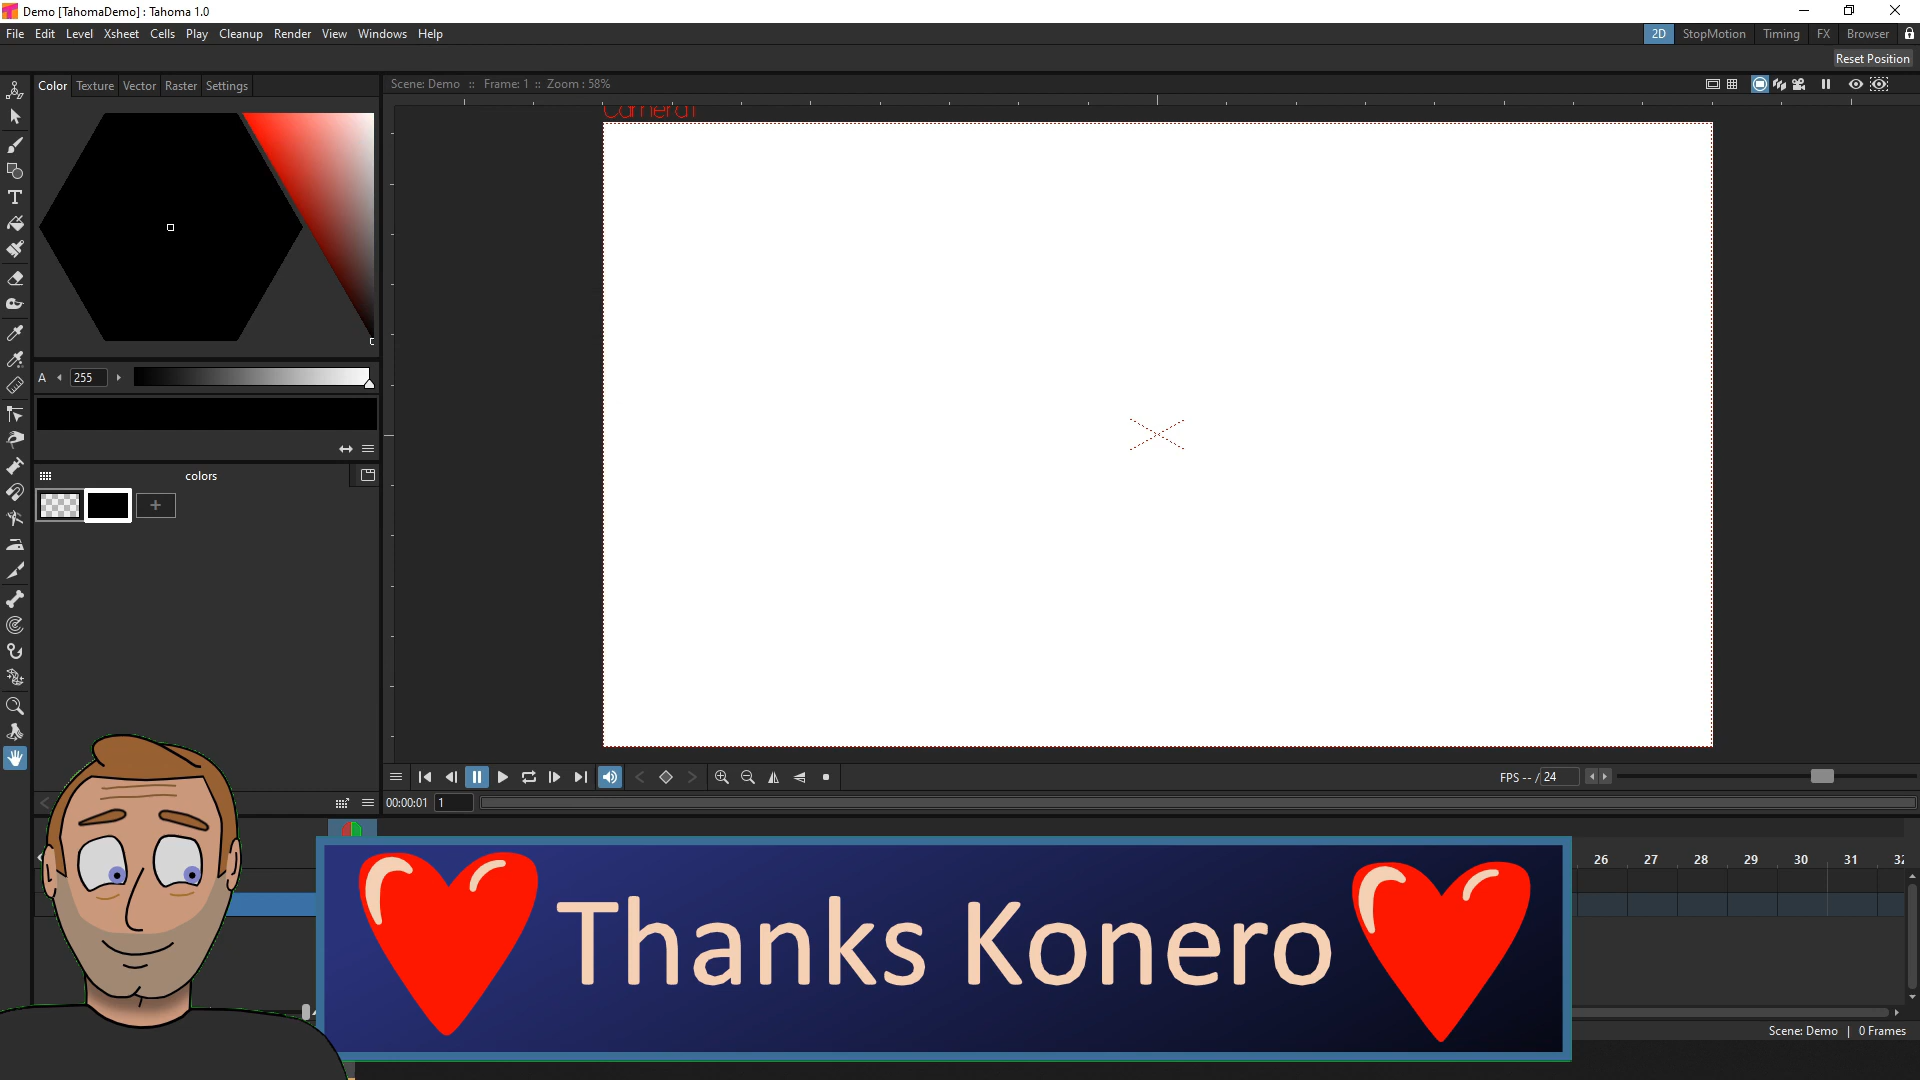 Demo [TahomaDemo] : Tahoma 1.0
File Edit Level Xsheet Cells Play Cleanup Render View Windows Help
2D StopMotion Timing FX Browser
Reset Position
Color Texture Vector Raster Settings
Scene: Demo :: Frame: 1 :: Zoom : 58%
Camera1
A 255
colors
FPS -- / 24
00:00:01 1
26 27 28 29 30 31 32
Thanks Konero
Scene: Demo | 0 Frames